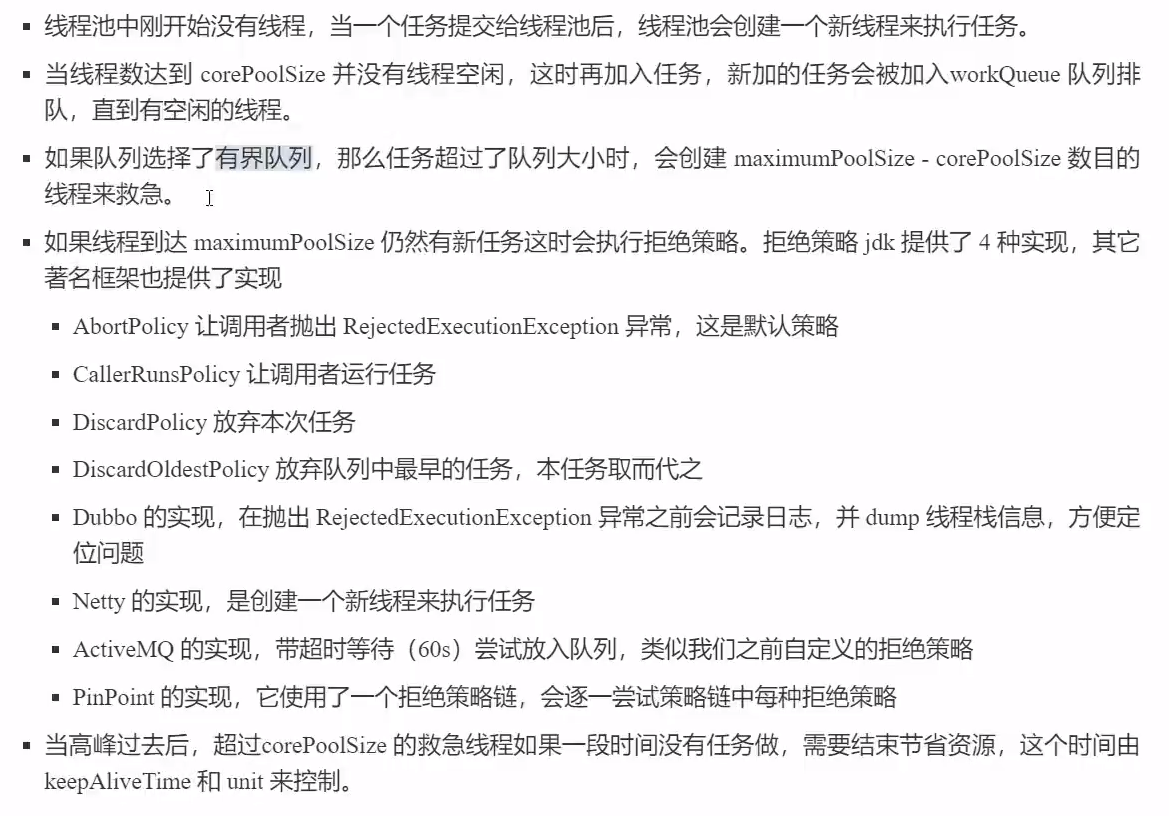 线程池中刚开始没有线程，当一个任务提交给线程池后，线程池会创建一个新线程来执行任务。
当线程数达到 corePoolSize 并没有线程空闲，这时再加入任务，新加的任务会被加入workQueue 队列排
队，直到有空闲的线程。
如果队列选择了有界队列，那么任务超过了队列大小时，会创建 maximumPoolSize - corePoolSize 数目的
线程来救急。
如果线程到达 maximumPoolSize 仍然有新任务这时会执行拒绝策略。拒绝策略 jdk 提供了 4 种实现，其它
著名框架也提供了实现
AbortPolicy 让调用者抛出 RejectedExecutionException 异常，这是默认策略
CallerRunsPolicy 让调用者运行任务
DiscardPolicy 放弃本次任务
DiscardOldestPolicy 放弃队列中最早的任务，本任务取而代之
Dubbo 的实现，在抛出 RejectedExecutionException 异常之前会记录日志，并 dump 线程栈信息，方便定
位问题
Netty 的实现，是创建一个新线程来执行任务
ActiveMQ 的实现，带超时等待（60s）尝试放入队列，类似我们之前自定义的拒绝策略
PinPoint 的实现，它使用了一个拒绝策略链，会逐一尝试策略链中每种拒绝策略
当高峰过去后，超过corePoolSize 的救急线程如果一段时间没有任务做，需要结束节省资源，这个时间由
keepAliveTime 和 unit 来控制。